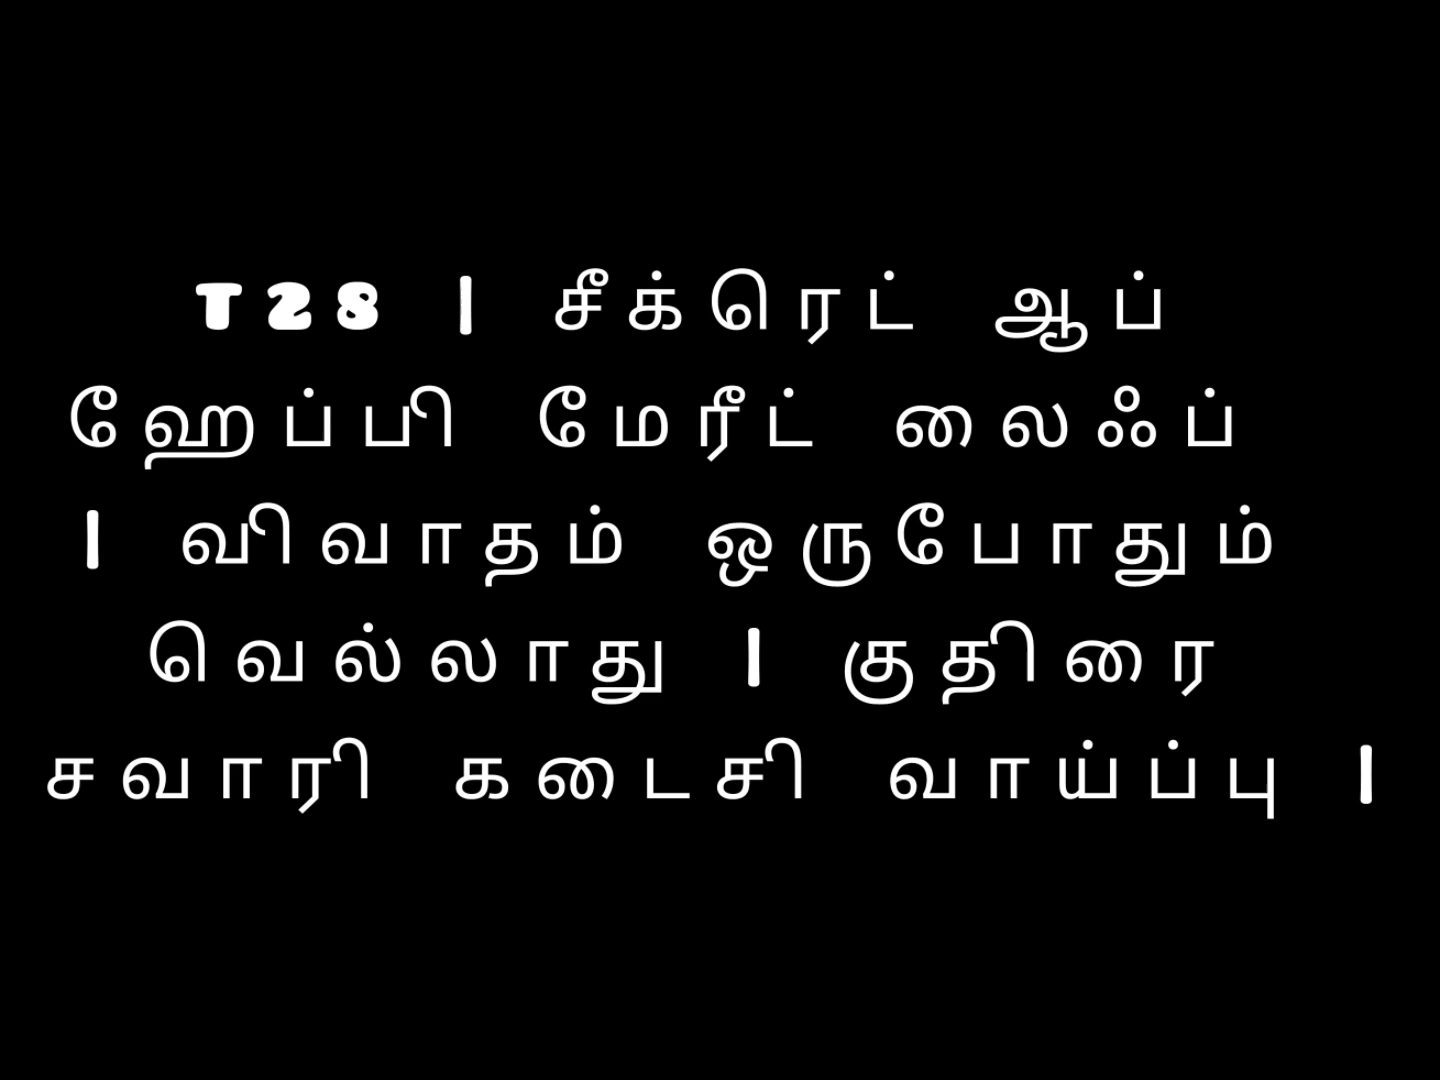 T28 | சீக்ரெட் ஆப்
ஹேப்பி மேரீட் லைஃப்
| விவாதம் ஒருபோதும்
வெல்லாது | குதிரை
சவாரி கடைசி வாய்ப்பு |